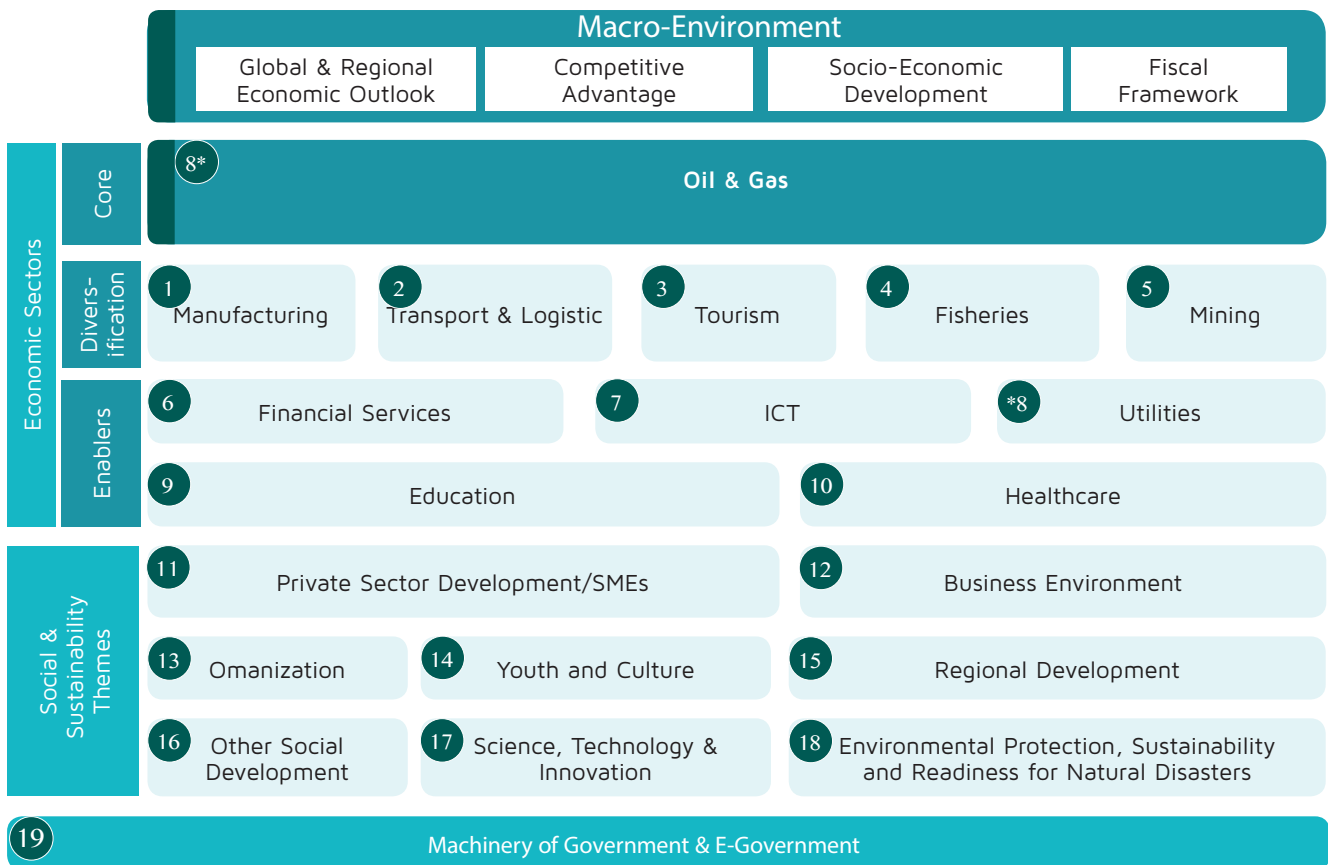 Macro-Environment
Global & Regional
Economic Outlook
Competitive
Advantage
Socio-Economic
Development
Fiscal
Framework
Economic Sectors
Core
8*
Oil & Gas
Divers-
ification
1
Manufacturing
2
Transport & Logistic
3
Tourism
4
Fisheries
5
Mining
Enablers
6
Financial Services
7
ICT
*8
Utilities
9
Education
10
Healthcare
Social &
Sustainability
Themes
11
Private Sector Development/SMEs
12
Business Environment
13
Omanization
14
Youth and Culture
15
Regional Development
16
Other Social
Development
17
Science, Technology &
Innovation
18
Environmental Protection, Sustainability
and Readiness for Natural Disasters
19
Machinery of Government & E-Government